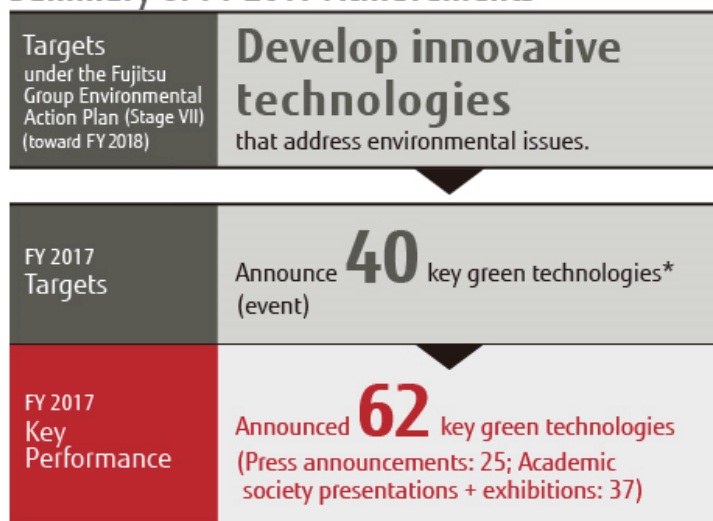 Targets
under the Fujitsu
Group Environmental
Action Plan (Stage VII)
(toward FY 2018)
Develop innovative
technologies
that address environmental issues.
FY 2017
Targets
Announce 40 key green technologies*
(event)
FY 2017
Key
Performance
Announced 62 key green technologies
(Press announcements: 25; Academic
society presentations + exhibitions: 37)